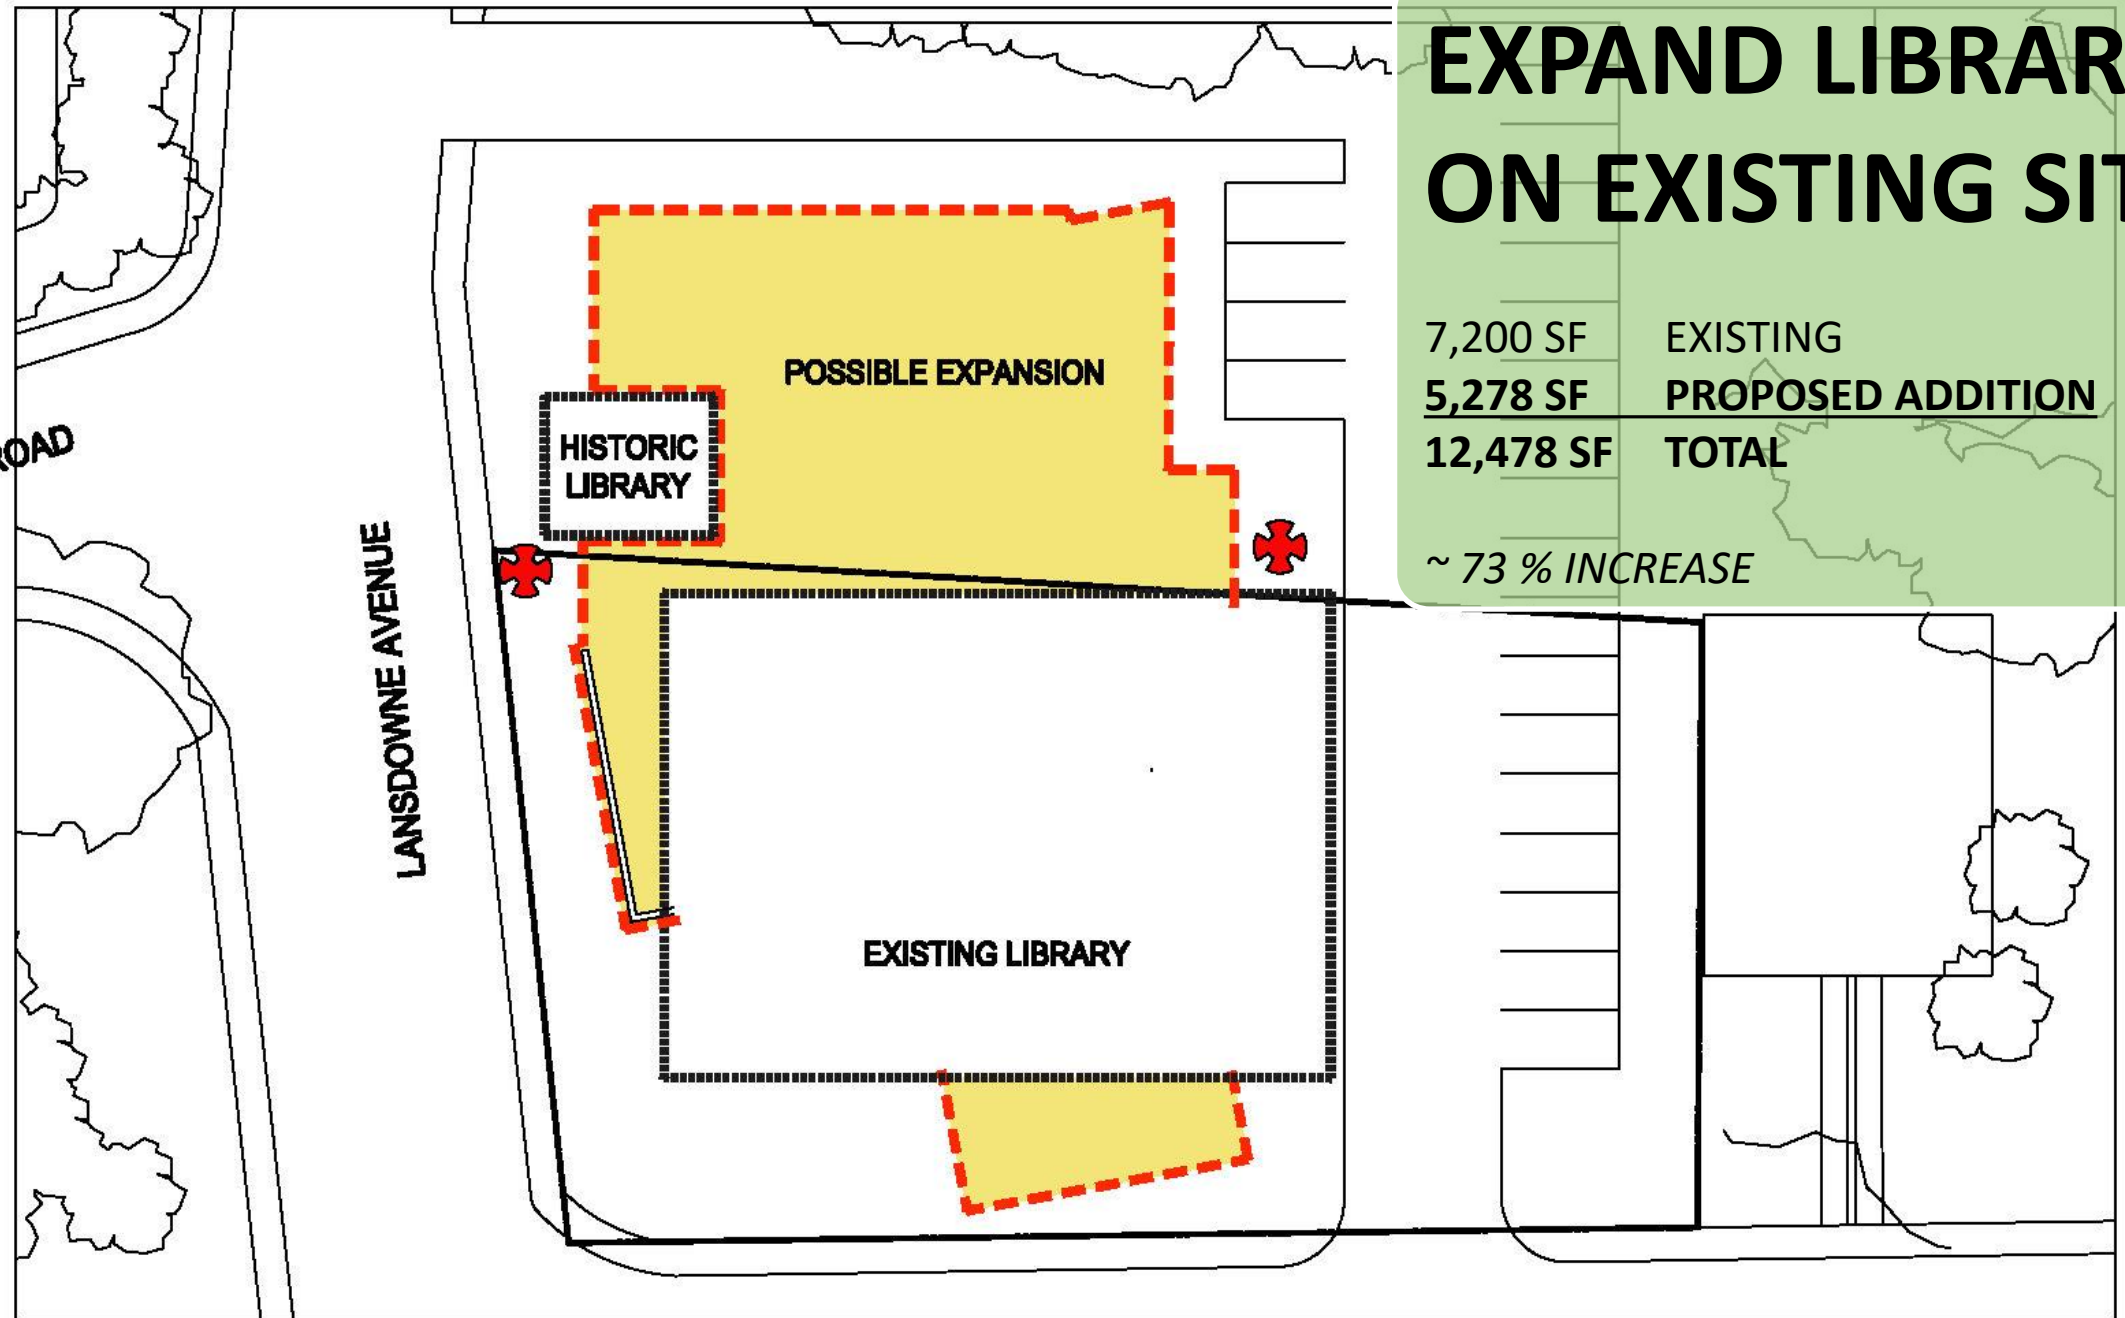 EXPAND LIBRAR
ON EXISTING SIT
7,200 SF EXISTING
5,278 SF PROPOSED ADDITION
12,478 SF TOTAL
~ 73 % INCREASE
POSSIBLE EXPANSION
HISTORIC
LIBRARY
OAD
LANSDOWNE AVENUE
EXISTING LIBRARY